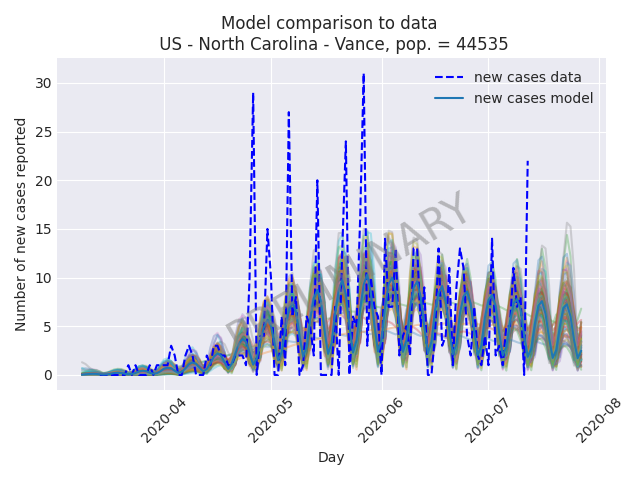 Model comparison to data
US - North Carolina - Vance, pop. = 44535
Number of new cases reported
30
25
20
15
10
5
0
new cases data
new cases model
PRELIMINARY
2020-04
2020-05
2020-06
2020-07
2020-08
Day